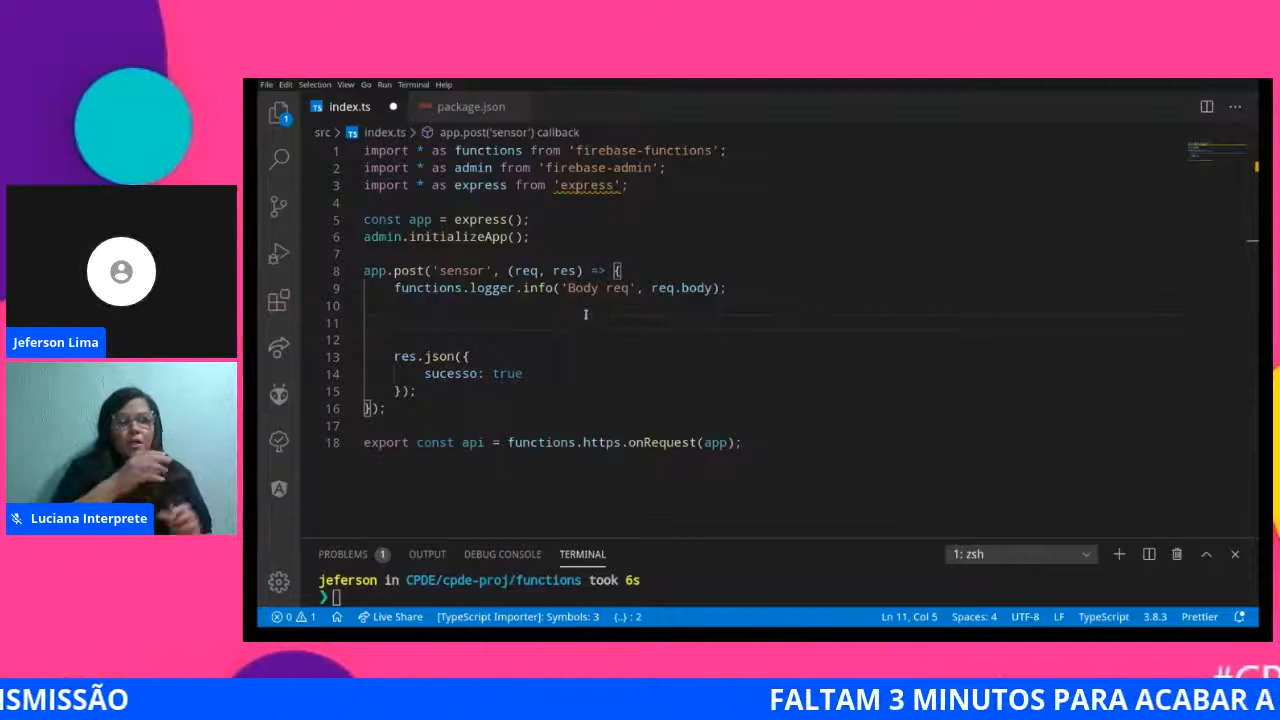 File Edit Selection View Go Run Terminal Help
TS index.ts
package.json
1
src > TS index.ts > app.post('sensor') callback
1 import * as functions from 'firebase-functions';
2 import * as admin from 'firebase-admin';
3 import * as express from 'express';
4
5 const app = express();
6 admin.initializeApp();
7
8 app.post('sensor', (req, res) => {
9 functions.logger.info('Body req', req.body);
10
11
12
13 res.json({
14 sucesso: true
15 });
16 });
17
18 export const api = functions.https.onRequest(app);
Jeferson Lima
Luciana Interprete
PROBLEMS 1 OUTPUT DEBUG CONSOLE TERMINAL 1: zsh
jeferson in CPDE/cpde-proj/functions took 6s
❯
0 1 Live Share [TypeScript Importer]: Symbols: 3 {..} : 2 Ln 11, Col 5 Spaces: 4 UTF-8 LF TypeScript 3.8.3 Prettier
NSMISSÃO FALTAM 3 MINUTOS PARA ACABAR A